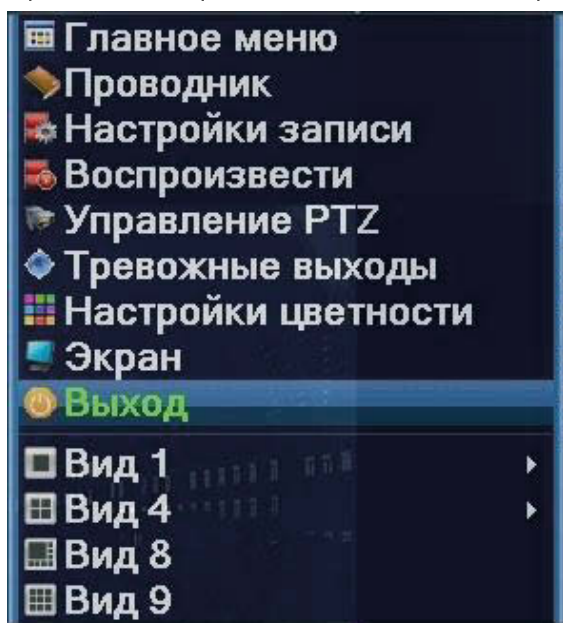 Главное меню
Проводник
Настройки записи
Воспроизвести
Управление PTZ
Тревожные выходы
Настройки цветности
Экран
Выход
Вид 1
Вид 4
Вид 8
Вид 9